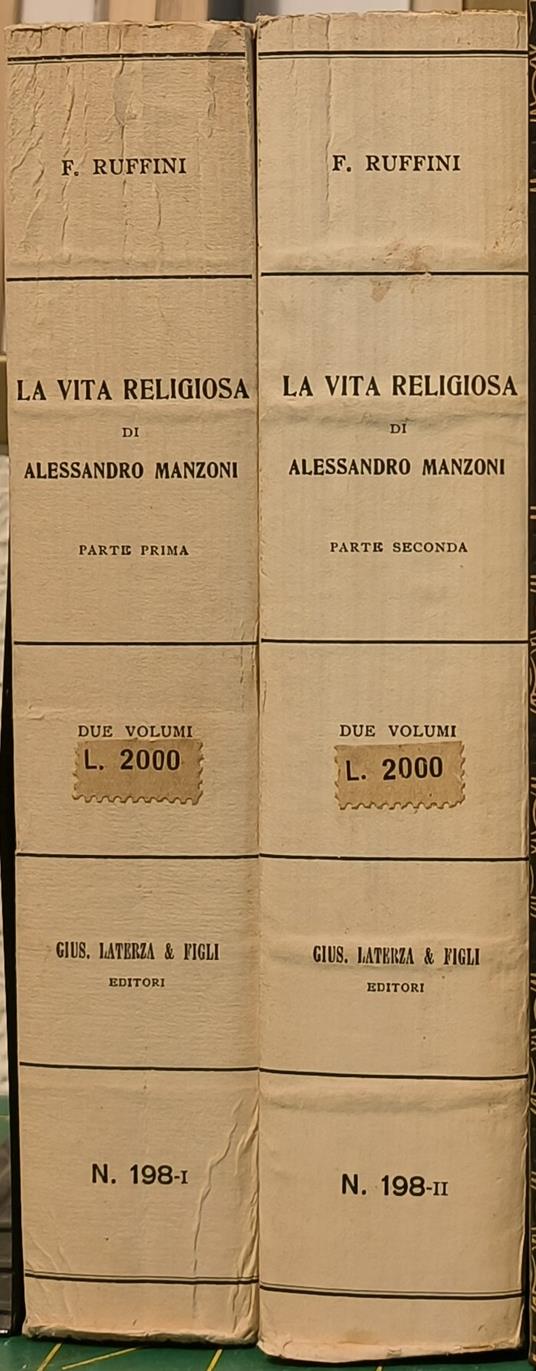 F. RUFFINI
LA VITA RELIGIOSA
DI
ALESSANDRO MANZONI
PARTE PRIMA
DUE VOLUMI
L. 2000
GIUS. LATERZA & FIGLI
EDITORI
N. 198-I
F. RUFFINI
LA VITA RELIGIOSA
DI
ALESSANDRO MANZONI
PARTE SECONDA
DUE VOLUMI
L. 2000
GIUS. LATERZA & FIGLI
EDITORI
N. 198-II